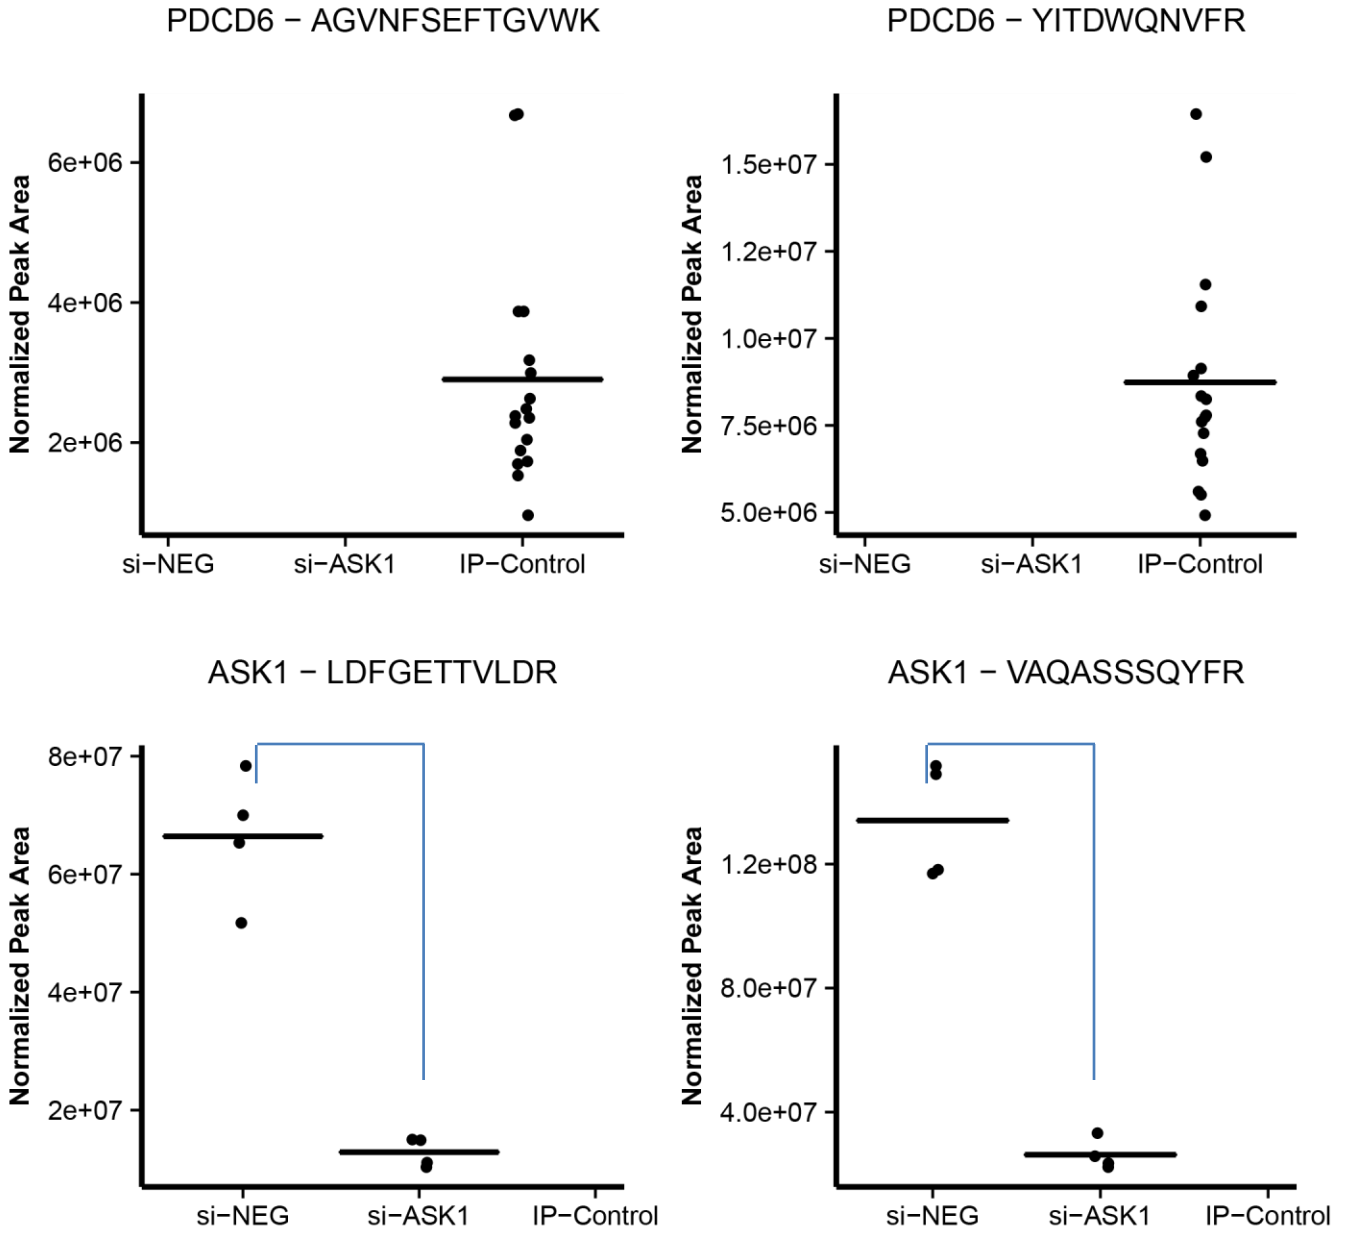 PDCD6 − AGVNFSEFTGVWK
Normalized Peak Area
6e+06
4e+06
2e+06
si−NEG si−ASK1 IP−Control
PDCD6 − YITDWQNVFR
Normalized Peak Area
1.5e+07
1.2e+07
1.0e+07
7.5e+06
5.0e+06
si−NEG si−ASK1 IP−Control
ASK1 − LDFGETTVLDR
Normalized Peak Area
8e+07
6e+07
4e+07
2e+07
si−NEG si−ASK1 IP−Control
ASK1 − VAQASSSQYFR
Normalized Peak Area
1.2e+08
8.0e+07
4.0e+07
si−NEG si−ASK1 IP−Control